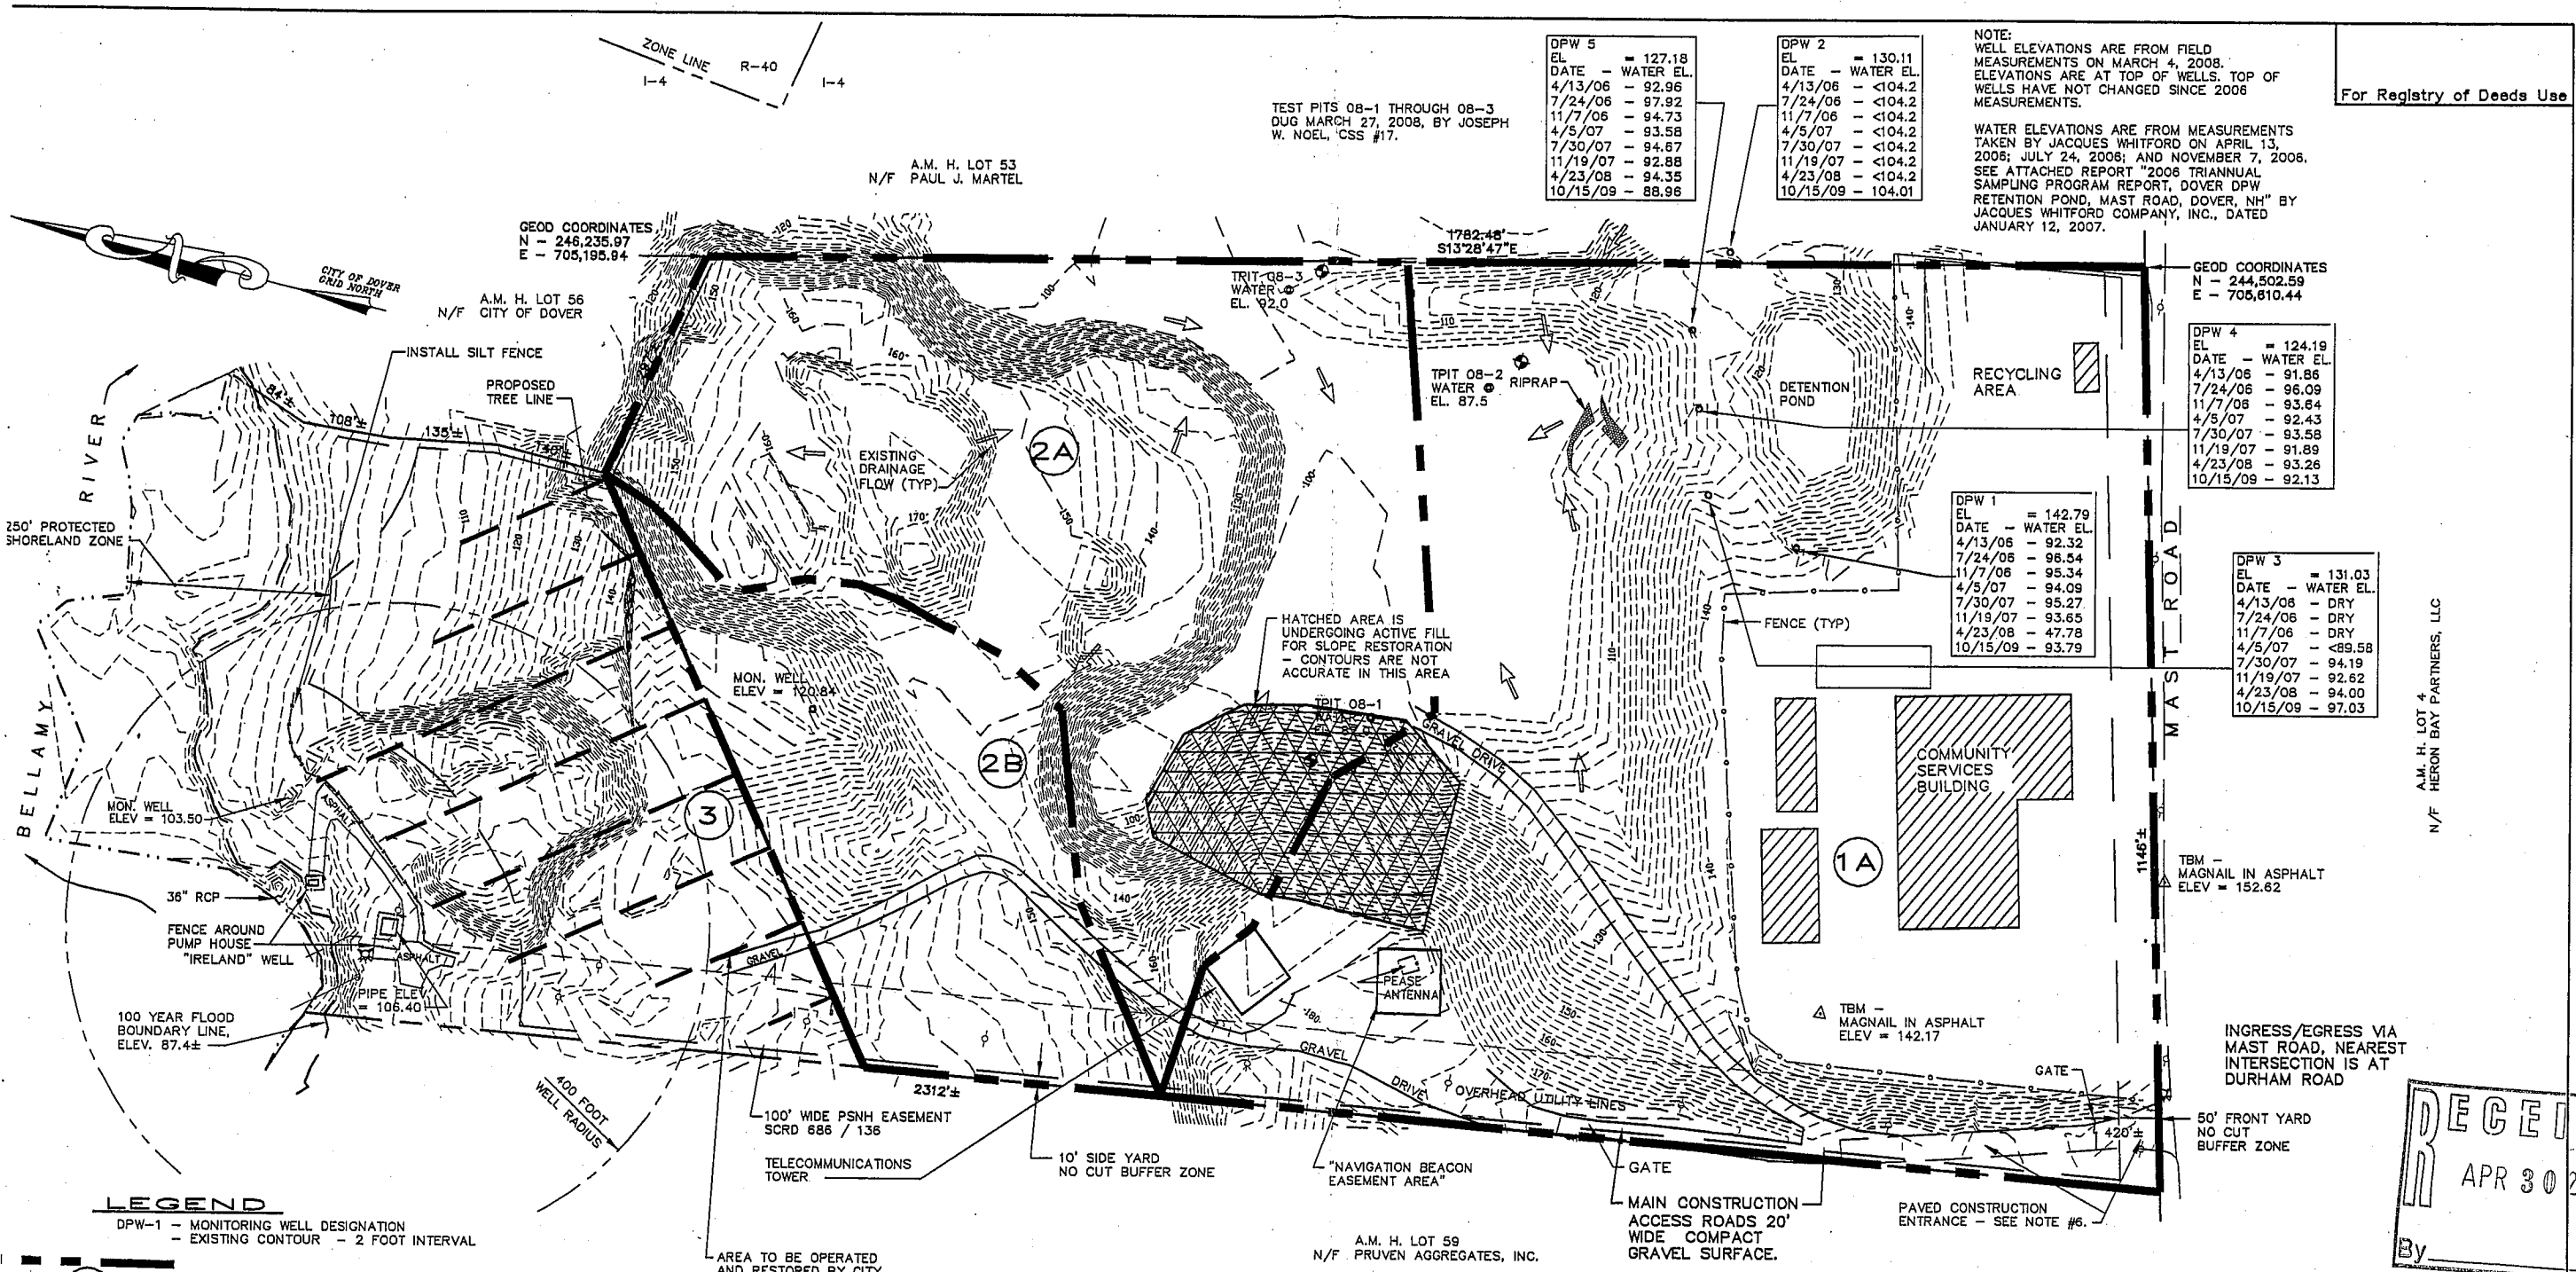 ZONE LINE R-40
I-4
I-4
TEST PITS 08-1 THROUGH 08-3
DUG MARCH 27, 2008, BY JOSEPH
W. NOEL, CSS #17.
DPW 5
EL = 127.18
DATE - WATER EL.
4/13/06 - 92.96
7/24/06 - 97.92
11/7/06 - 94.73
4/5/07 - 93.58
7/30/07 - 94.67
11/19/07 - 92.88
4/23/08 - 94.35
10/15/09 - 88.96
DPW 2
EL = 130.11
DATE - WATER EL.
4/13/06 - <104.2
7/24/06 - <104.2
11/7/06 - <104.2
4/5/07 - <104.2
7/30/07 - <104.2
11/19/07 - <104.2
4/23/08 - <104.2
10/15/09 - 104.01
NOTE:
WELL ELEVATIONS ARE FROM FIELD
MEASUREMENTS ON MARCH 4, 2008.
ELEVATIONS ARE AT TOP OF WELLS. TOP OF
WELLS HAVE NOT CHANGED SINCE 2006
MEASUREMENTS.
WATER ELEVATIONS ARE FROM MEASUREMENTS
TAKEN BY JACQUES WHITFORD ON APRIL 13,
2006; JULY 24, 2006; AND NOVEMBER 7, 2006.
SEE ATTACHED REPORT "2006 TRIANNUAL
SAMPLING PROGRAM REPORT, DOVER DPW
RETENTION POND, MAST ROAD, DOVER, NH" BY
JACQUES WHITFORD COMPANY, INC., DATED
JANUARY 12, 2007.
For Registry of Deeds Use
A.M. H. LOT 53
N/F PAUL J. MARTEL
GEOD COORDINATES
N - 246,235.97
E - 705,195.94
1782.48'
S13°28'47"E
GEOD COORDINATES
N - 244,502.59
E - 705,610.44
CITY OF DOVER
GRID NORTH
A.M. H. LOT 56
N/F CITY OF DOVER
INSTALL SILT FENCE
PROPOSED
TREE LINE
TRIT 08-3
WATER @
EL. 92.0
TPIT 08-2
WATER @
EL. 87.5
RIPRAP
DETENTION
POND
RECYCLING
AREA
DPW 4
EL = 124.19
DATE - WATER EL.
4/13/06 - 91.86
7/24/06 - 96.09
11/7/06 - 93.64
4/5/07 - 92.43
7/30/07 - 93.58
11/19/07 - 91.89
4/23/08 - 93.26
10/15/09 - 92.13
84'±
108'±
135'±
RIVER
BELLAMY
250' PROTECTED
SHORELAND ZONE
EXISTING
DRAINAGE
FLOW (TYP)
2A
DPW 1
EL = 142.79
DATE - WATER EL.
4/13/06 - 92.32
7/24/06 - 96.54
11/7/06 - 95.34
4/5/07 - 94.09
7/30/07 - 95.27
11/19/07 - 93.65
4/23/08 - 47.78
10/15/09 - 93.79
DPW 3
EL = 131.03
DATE - WATER EL.
4/13/06 - DRY
7/24/06 - DRY
11/7/06 - DRY
4/5/07 - <89.58
7/30/07 - 94.19
11/19/07 - 92.62
4/23/08 - 94.00
10/15/09 - 97.03
MAST ROAD
A.M. H. LOT 4
N/F HERON BAY PARTNERS, LLC
HATCHED AREA IS
UNDERGOING ACTIVE FILL
FOR SLOPE RESTORATION
- CONTOURS ARE NOT
ACCURATE IN THIS AREA
FENCE (TYP)
MON. WELL
ELEV = 120.84
TPIT 08-1
GRAVEL DRIVE
2B
3
COMMUNITY
SERVICES
BUILDING
1A
1146'±
TBM -
MAGNAIL IN ASPHALT
ELEV = 152.62
MON. WELL
ELEV = 103.50
ASPHALT
36" RCP
FENCE AROUND
PUMP HOUSE
"IRELAND" WELL
ASPHALT
PIPE ELEV
= 106.40
GRAVEL
100 YEAR FLOOD
BOUNDARY LINE,
ELEV. 87.4±
PEASE
ANTENNA
TBM -
MAGNAIL IN ASPHALT
ELEV = 142.17
INGRESS/EGRESS VIA
MAST ROAD, NEAREST
INTERSECTION IS AT
DURHAM ROAD
GRAVEL
DRIVE
OVERHEAD UTILITY LINES
GATE
50' FRONT YARD
NO CUT
BUFFER ZONE
420'±
400 FOOT
WELL RADIUS
2312'±
100' WIDE PSNH EASEMENT
SCRD 686 / 136
TELECOMMUNICATIONS
TOWER
10' SIDE YARD
NO CUT BUFFER ZONE
"NAVIGATION BEACON
EASEMENT AREA"
GATE
MAIN CONSTRUCTION
ACCESS ROADS 20'
WIDE COMPACT
GRAVEL SURFACE.
PAVED CONSTRUCTION
ENTRANCE - SEE NOTE #6.
APR 30 2
By
LEGEND
DPW-1 - MONITORING WELL DESIGNATION
- EXISTING CONTOUR - 2 FOOT INTERVAL
AREA TO BE OPERATED
AND RESTORED BY CITY
A.M. H. LOT 59
N/F PRUVEN AGGREGATES, INC.